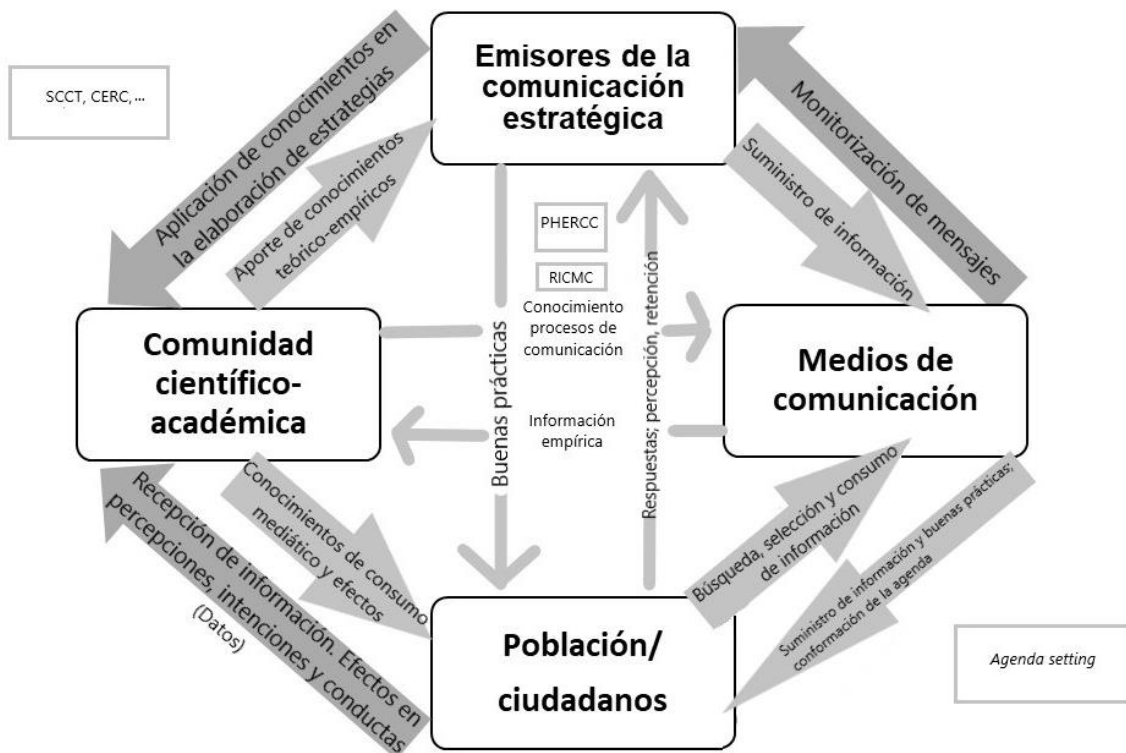 Emisores de la
comunicación
estratégica
SCCT, CERC, ...
Aplicación de conocimientos en
la elaboración de estrategias
Aporte de conocimientos
teórico-empíricos
Suministro de información
Monitorización de mensajes
PHERCC
RICMC
Conocimiento
procesos de
comunicación
Buenas prácticas
Respuestas; percepción, retención
Comunidad
científico-
académica
Medios de
comunicación
Información
empírica
Conocimientos de consumo
mediático y efectos
Recepción de información. Efectos en
percepciones, intenciones y conductas
(Datos)
Búsqueda, selección y consumo
de información
Suministro de información y buenas prácticas;
conformación de la agenda
Población/
ciudadanos
Agenda setting